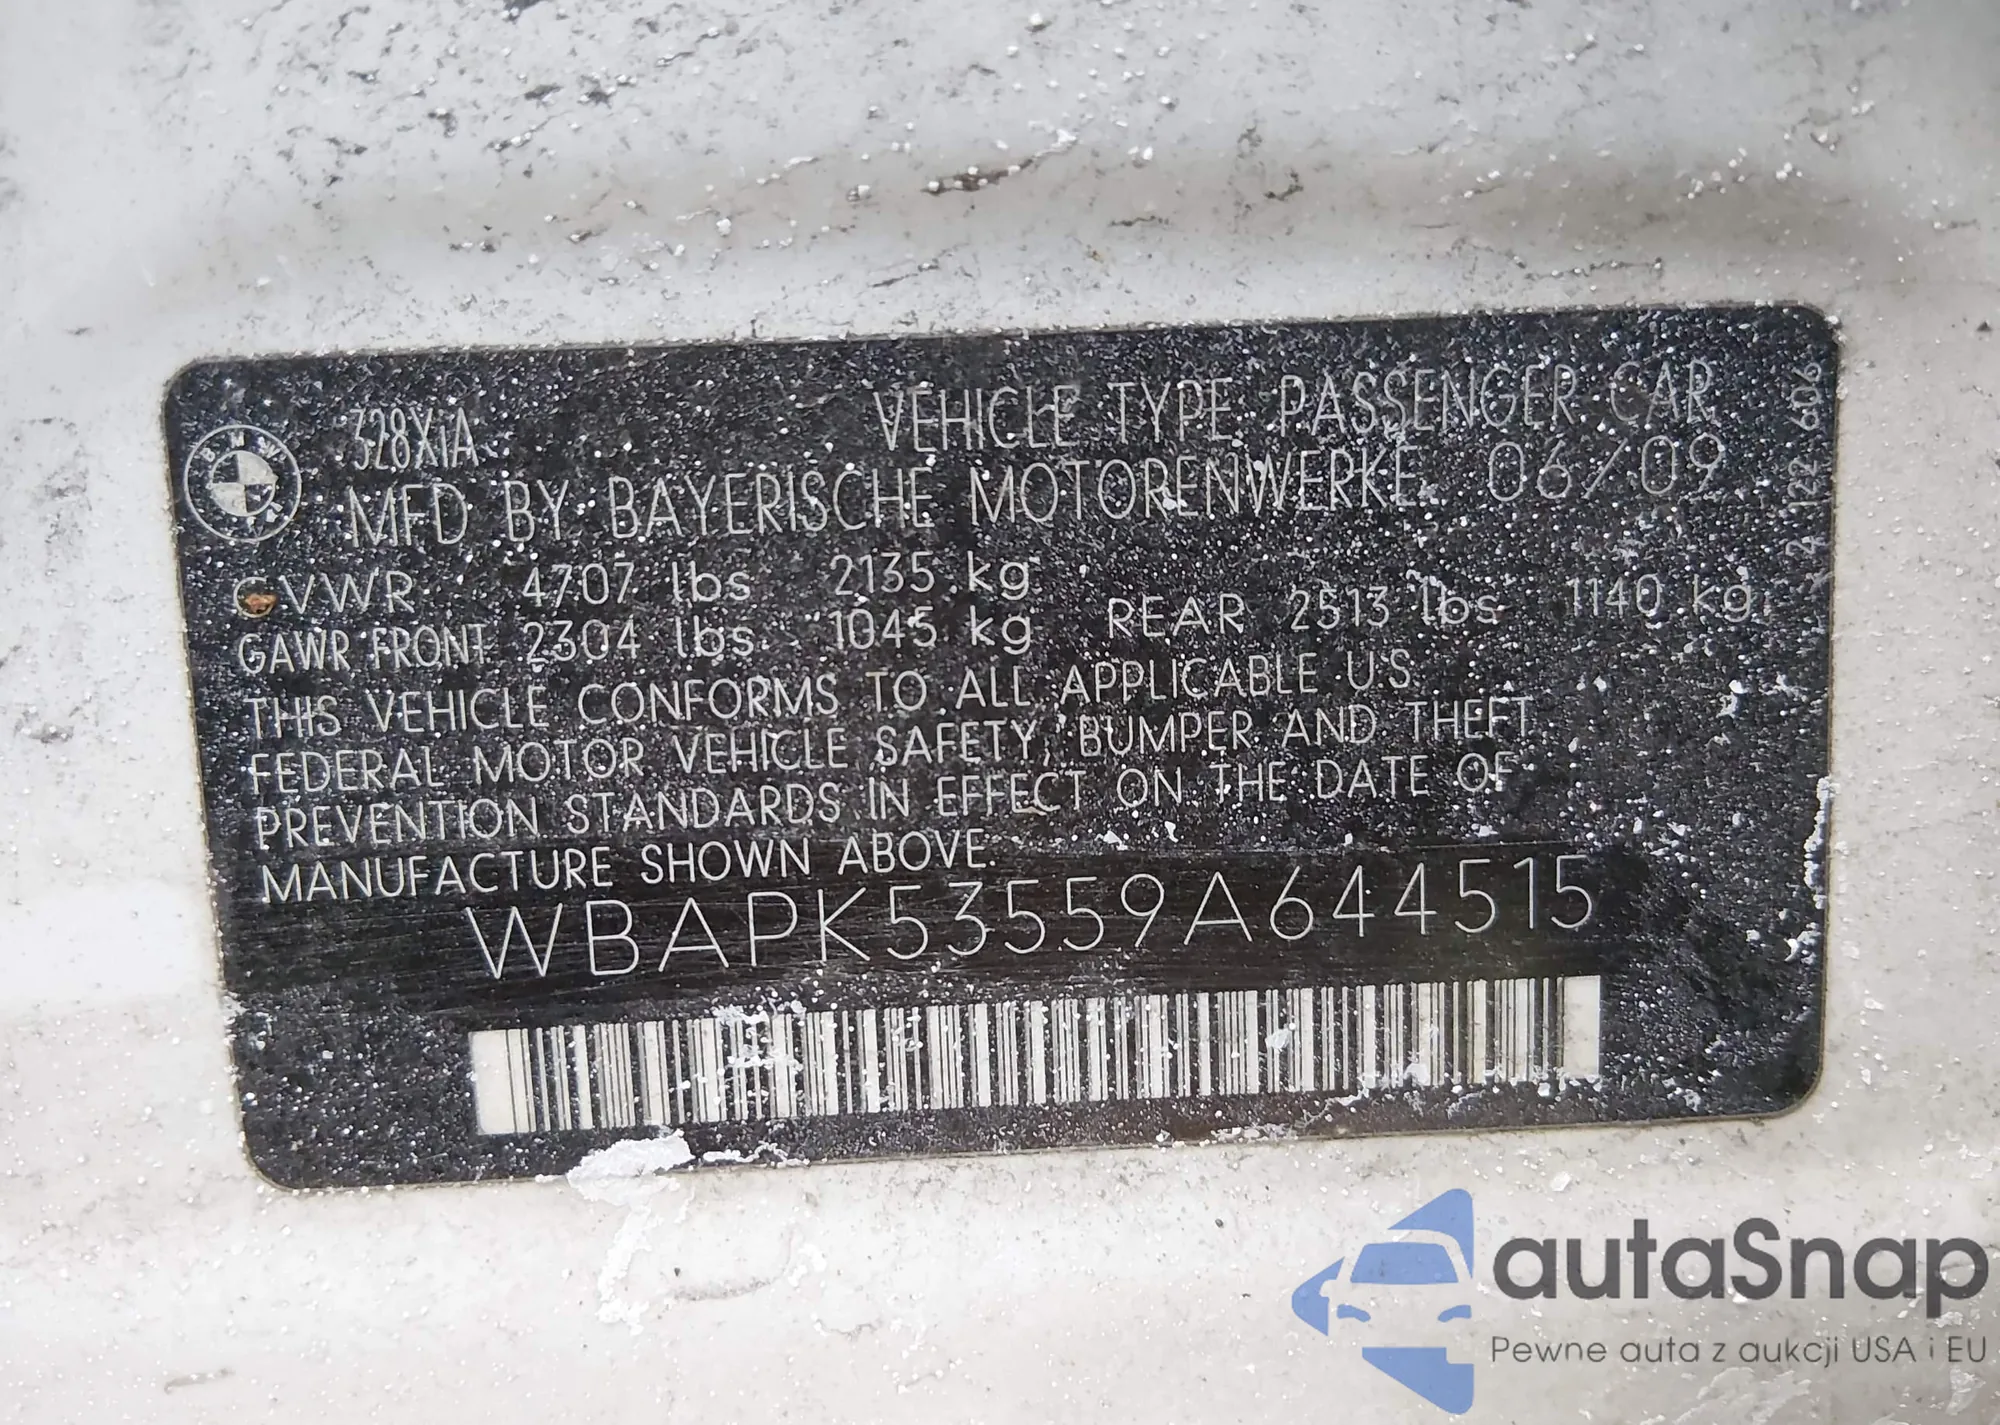 BMW
328XiA
VEHICLE TYPE PASSENGER CAR
MFD BY BAYERISCHE MOTORENWERKE 06/09
GVWR 4707 lbs 2135 kg
GAWR FRONT 2304 lbs 1045 kg REAR 2513 lbs 1140 kg
THIS VEHICLE CONFORMS TO ALL APPLICABLE U.S.
FEDERAL MOTOR VEHICLE SAFETY, BUMPER AND THEFT
PREVENTION STANDARDS IN EFFECT ON THE DATE OF
MANUFACTURE SHOWN ABOVE.
WBAPK53559A644515
122 606
autaSnap
Pewne auta z aukcji USA i EU